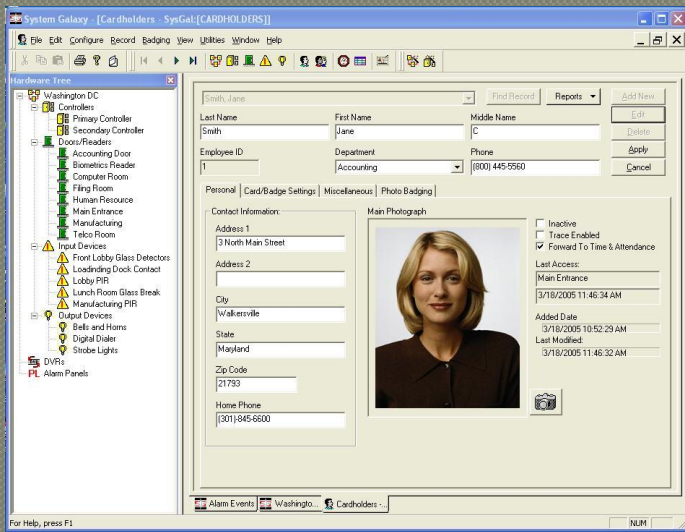 System Galaxy - [Cardholders - SysGal:[CARDHOLDERS]]
File Edit Configure Record Badging View Utilities Window Help
Hardware Tree
Washington DC
Controllers
Primary Controller
Secondary Controller
Doors/Readers
Accounting Door
Biometrics Reader
Computer Room
Filing Room
Human Resource
Main Entrance
Manufacturing
Telco Room
Input Devices
Front Lobby Glass Detectors
Loadinding Dock Contact
Lobby PIR
Lunch Room Glass Break
Manufacturing PIR
Output Devices
Bells and Horns
Digital Dialer
Strobe Lights
DVRs
PL Alarm Panels
Smith, Jane Find Record Reports Add New
Last Name First Name Middle Name Edit
Smith Jane C Delete
Employee ID Department Phone Apply
1 Accounting (800) 445-5560 Cancel
Personal Card/Badge Settings Miscellaneous Photo Badging
Contact Information:
Address 1
3 North Main Street
Address 2
City
Walkersville
State
Maryland
Zip Code
21793
Home Phone
(301)-845-6600
Main Photograph
Inactive
Trace Enabled
Forward To Time & Attendance
Last Access:
Main Entrance
3/18/2005 11:46:34 AM
Added Date
3/18/2005 10:52:29 AM
Last Modified:
3/18/2005 11:46:32 AM
Alarm Events Washingto... Cardholders -...
For Help, press F1 NUM